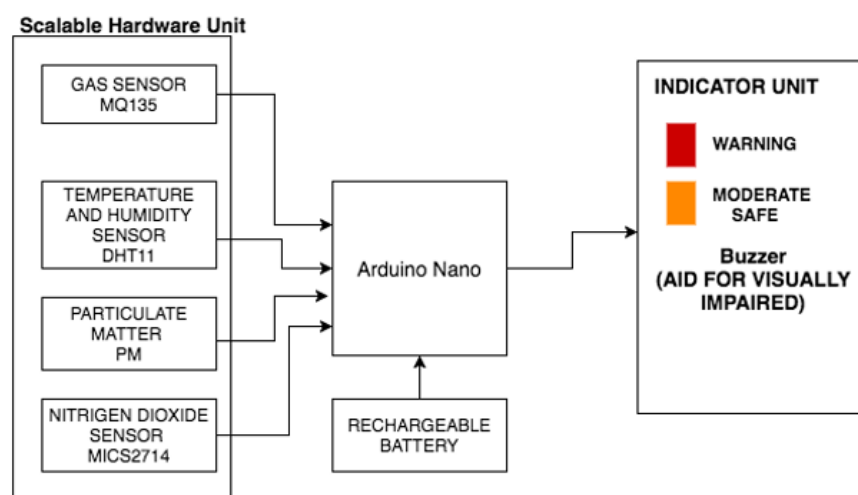 Scalable Hardware Unit
GAS SENSOR
MQ135
TEMPERATURE
AND HUMIDITY
SENSOR
DHT11
PARTICULATE
MATTER
PM
NITRIGEN DIOXIDE
SENSOR
MICS2714
Arduino Nano
RECHARGEABLE
BATTERY
INDICATOR UNIT
WARNING
MODERATE
SAFE
Buzzer
(AID FOR VISUALLY
IMPAIRED)